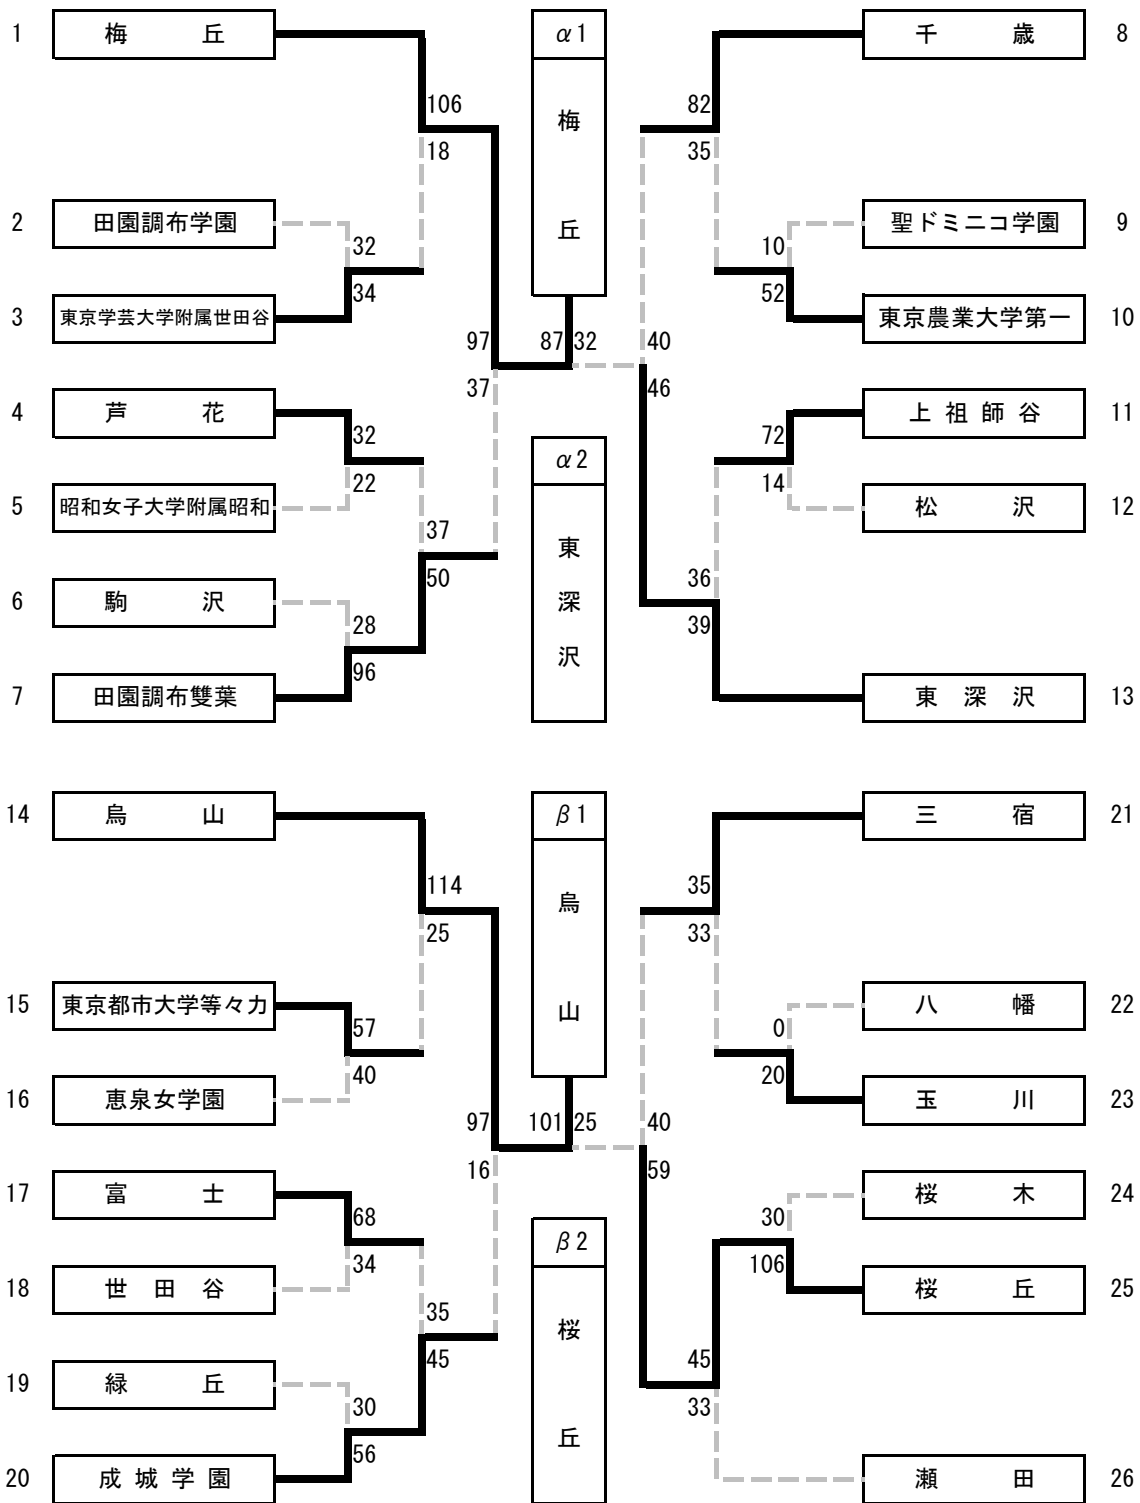 1 梅丘 α1 千歳 8
106 梅 82
18 35
2 田園調布学園 丘 聖ドミニコ学園 9
32 10
34 52
3 東京学芸大学附属世田谷 東京農業大学第一 10
97 87 32 40
37 46
4 芦花 上祖師谷 11
32 α2 72
22 14
5 昭和女子大学附属昭和 松沢 12
37 東
50 深 36
6 駒沢 39
28 沢
96
7 田園調布雙葉 東深沢 13
14 烏山 β1 三宿 21
114 烏 35
25 33
15 東京都市大学等々力 山 八幡 22
57 0
40 20
16 恵泉女学園 玉川 23
97 101 25 40
16 59
17 富士 桜木 24
68 β2 30
34 106
18 世田谷 桜丘 25
35 桜
45 45
19 緑丘 33
30 丘
56
20 成城学園 瀬田 26